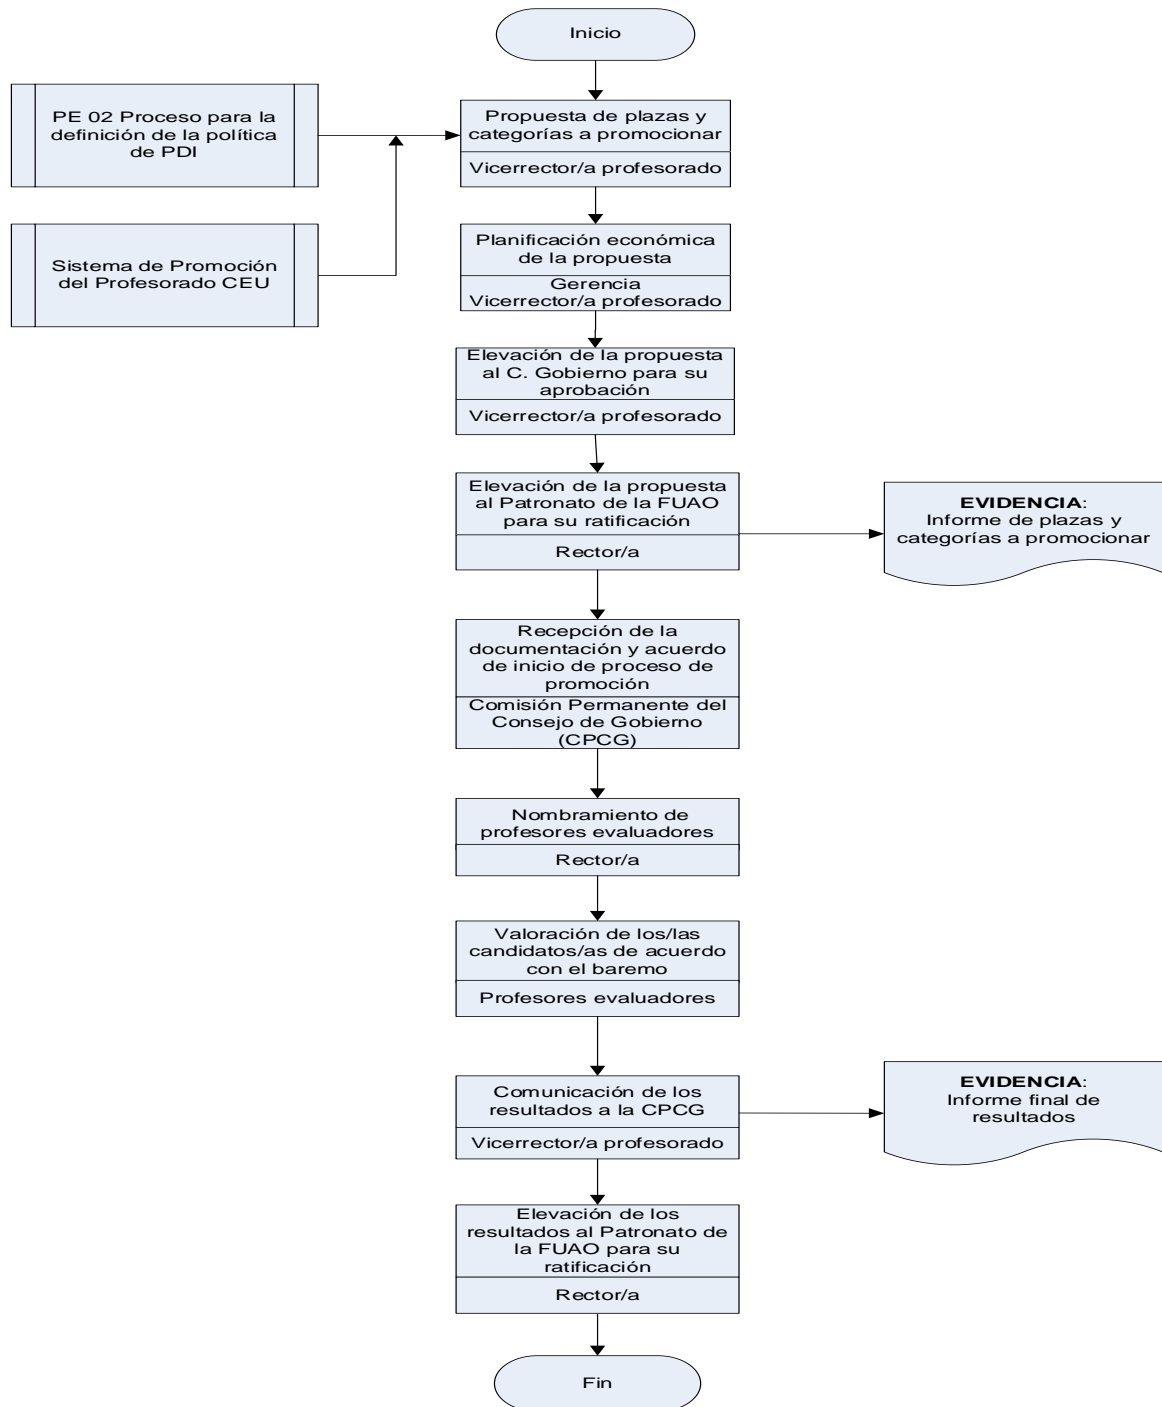 Inicio
PE 02 Proceso para la
definición de la política
de PDI
Propuesta de plazas y
categorías a promocionar
Vicerrector/a profesorado
Sistema de Promoción
del Profesorado CEU
Planificación económica
de la propuesta
Gerencia
Vicerrector/a profesorado
Elevación de la propuesta
al C. Gobierno para su
aprobación
Vicerrector/a profesorado
Elevación de la propuesta
al Patronato de la FUAO
para su ratificación
Rector/a
EVIDENCIA:
Informe de plazas y
categorías a promocionar
Recepción de la
documentación y acuerdo
de inicio de proceso de
promoción
Comisión Permanente del
Consejo de Gobierno
(CPCG)
Nombramiento de
profesores evaluadores
Rector/a
Valoración de los/las
candidatos/as de acuerdo
con el baremo
Profesores evaluadores
Comunicación de los
resultados a la CPCG
Vicerrector/a profesorado
EVIDENCIA:
Informe final de
resultados
Elevación de los
resultados al Patronato de
la FUAO para su
ratificación
Rector/a
Fin